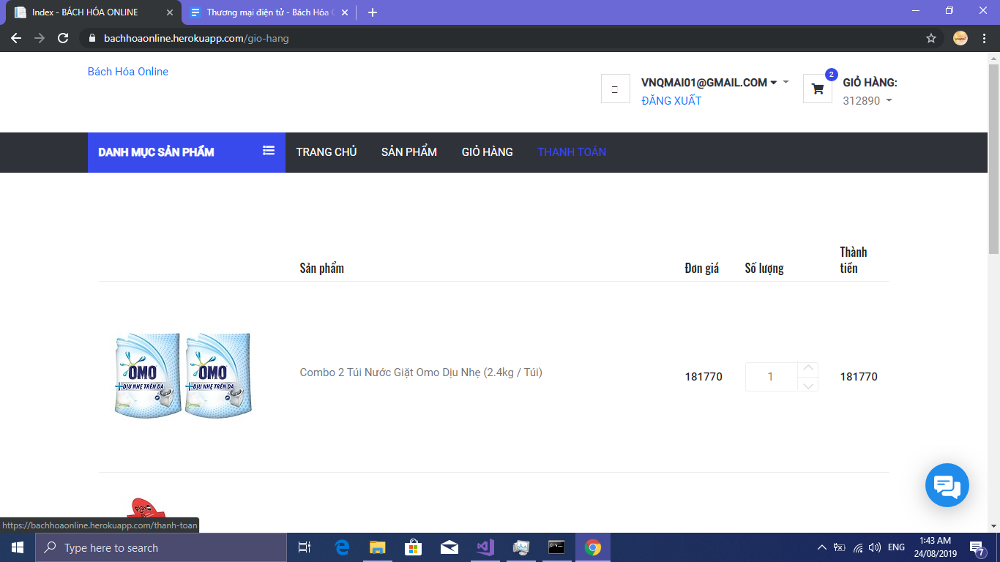 Index - BÁCH HÓA ONLINE
Thương mại điện tử - Bách Hóa
bachhoaonline.herokuapp.com/gio-hang
Bách Hóa Online
VNQMAI01@GMAIL.COM
ĐĂNG XUẤT
2
GIỎ HÀNG:
312890
DANH MỤC SẢN PHẨM
TRANG CHỦ
SẢN PHẨM
GIỎ HÀNG
THANH TOÁN
Sản phẩm
Đơn giá
Số lượng
Thành
tiền
OMO
DỊU NHẸ TRÊN DA
OMO
DỊU NHẸ TRÊN DA
Combo 2 Túi Nước Giặt Omo Dịu Nhẹ (2.4kg / Túi)
181770
1
181770
https://bachhoaonline.herokuapp.com/thanh-toan
Type here to search
ENG
1:43 AM
24/08/2019
7